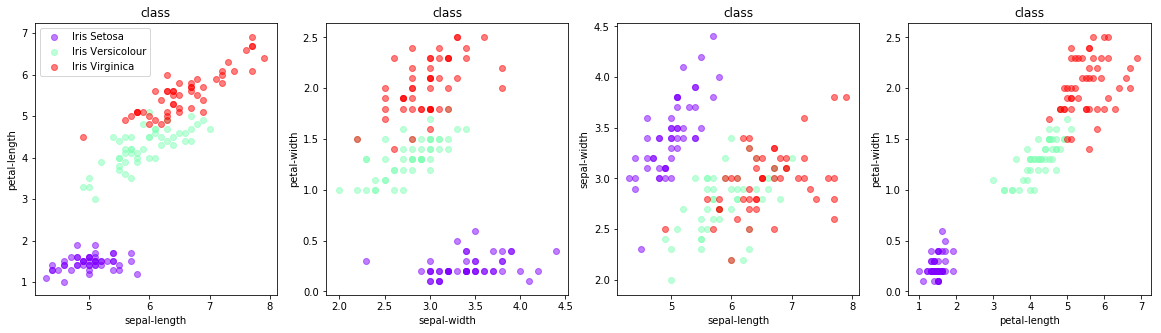 class
Iris Setosa
Iris Versicolour
Iris Virginica
petal-length
7
6
5
4
3
2
1
5 6 7 8
sepal-length
class
petal-width
2.5
2.0
1.5
1.0
0.5
0.0
2.0 2.5 3.0 3.5 4.0 4.5
sepal-width
class
sepal-width
4.5
4.0
3.5
3.0
2.5
2.0
5 6 7 8
sepal-length
class
petal-width
2.5
2.0
1.5
1.0
0.5
0.0
1 2 3 4 5 6 7
petal-length